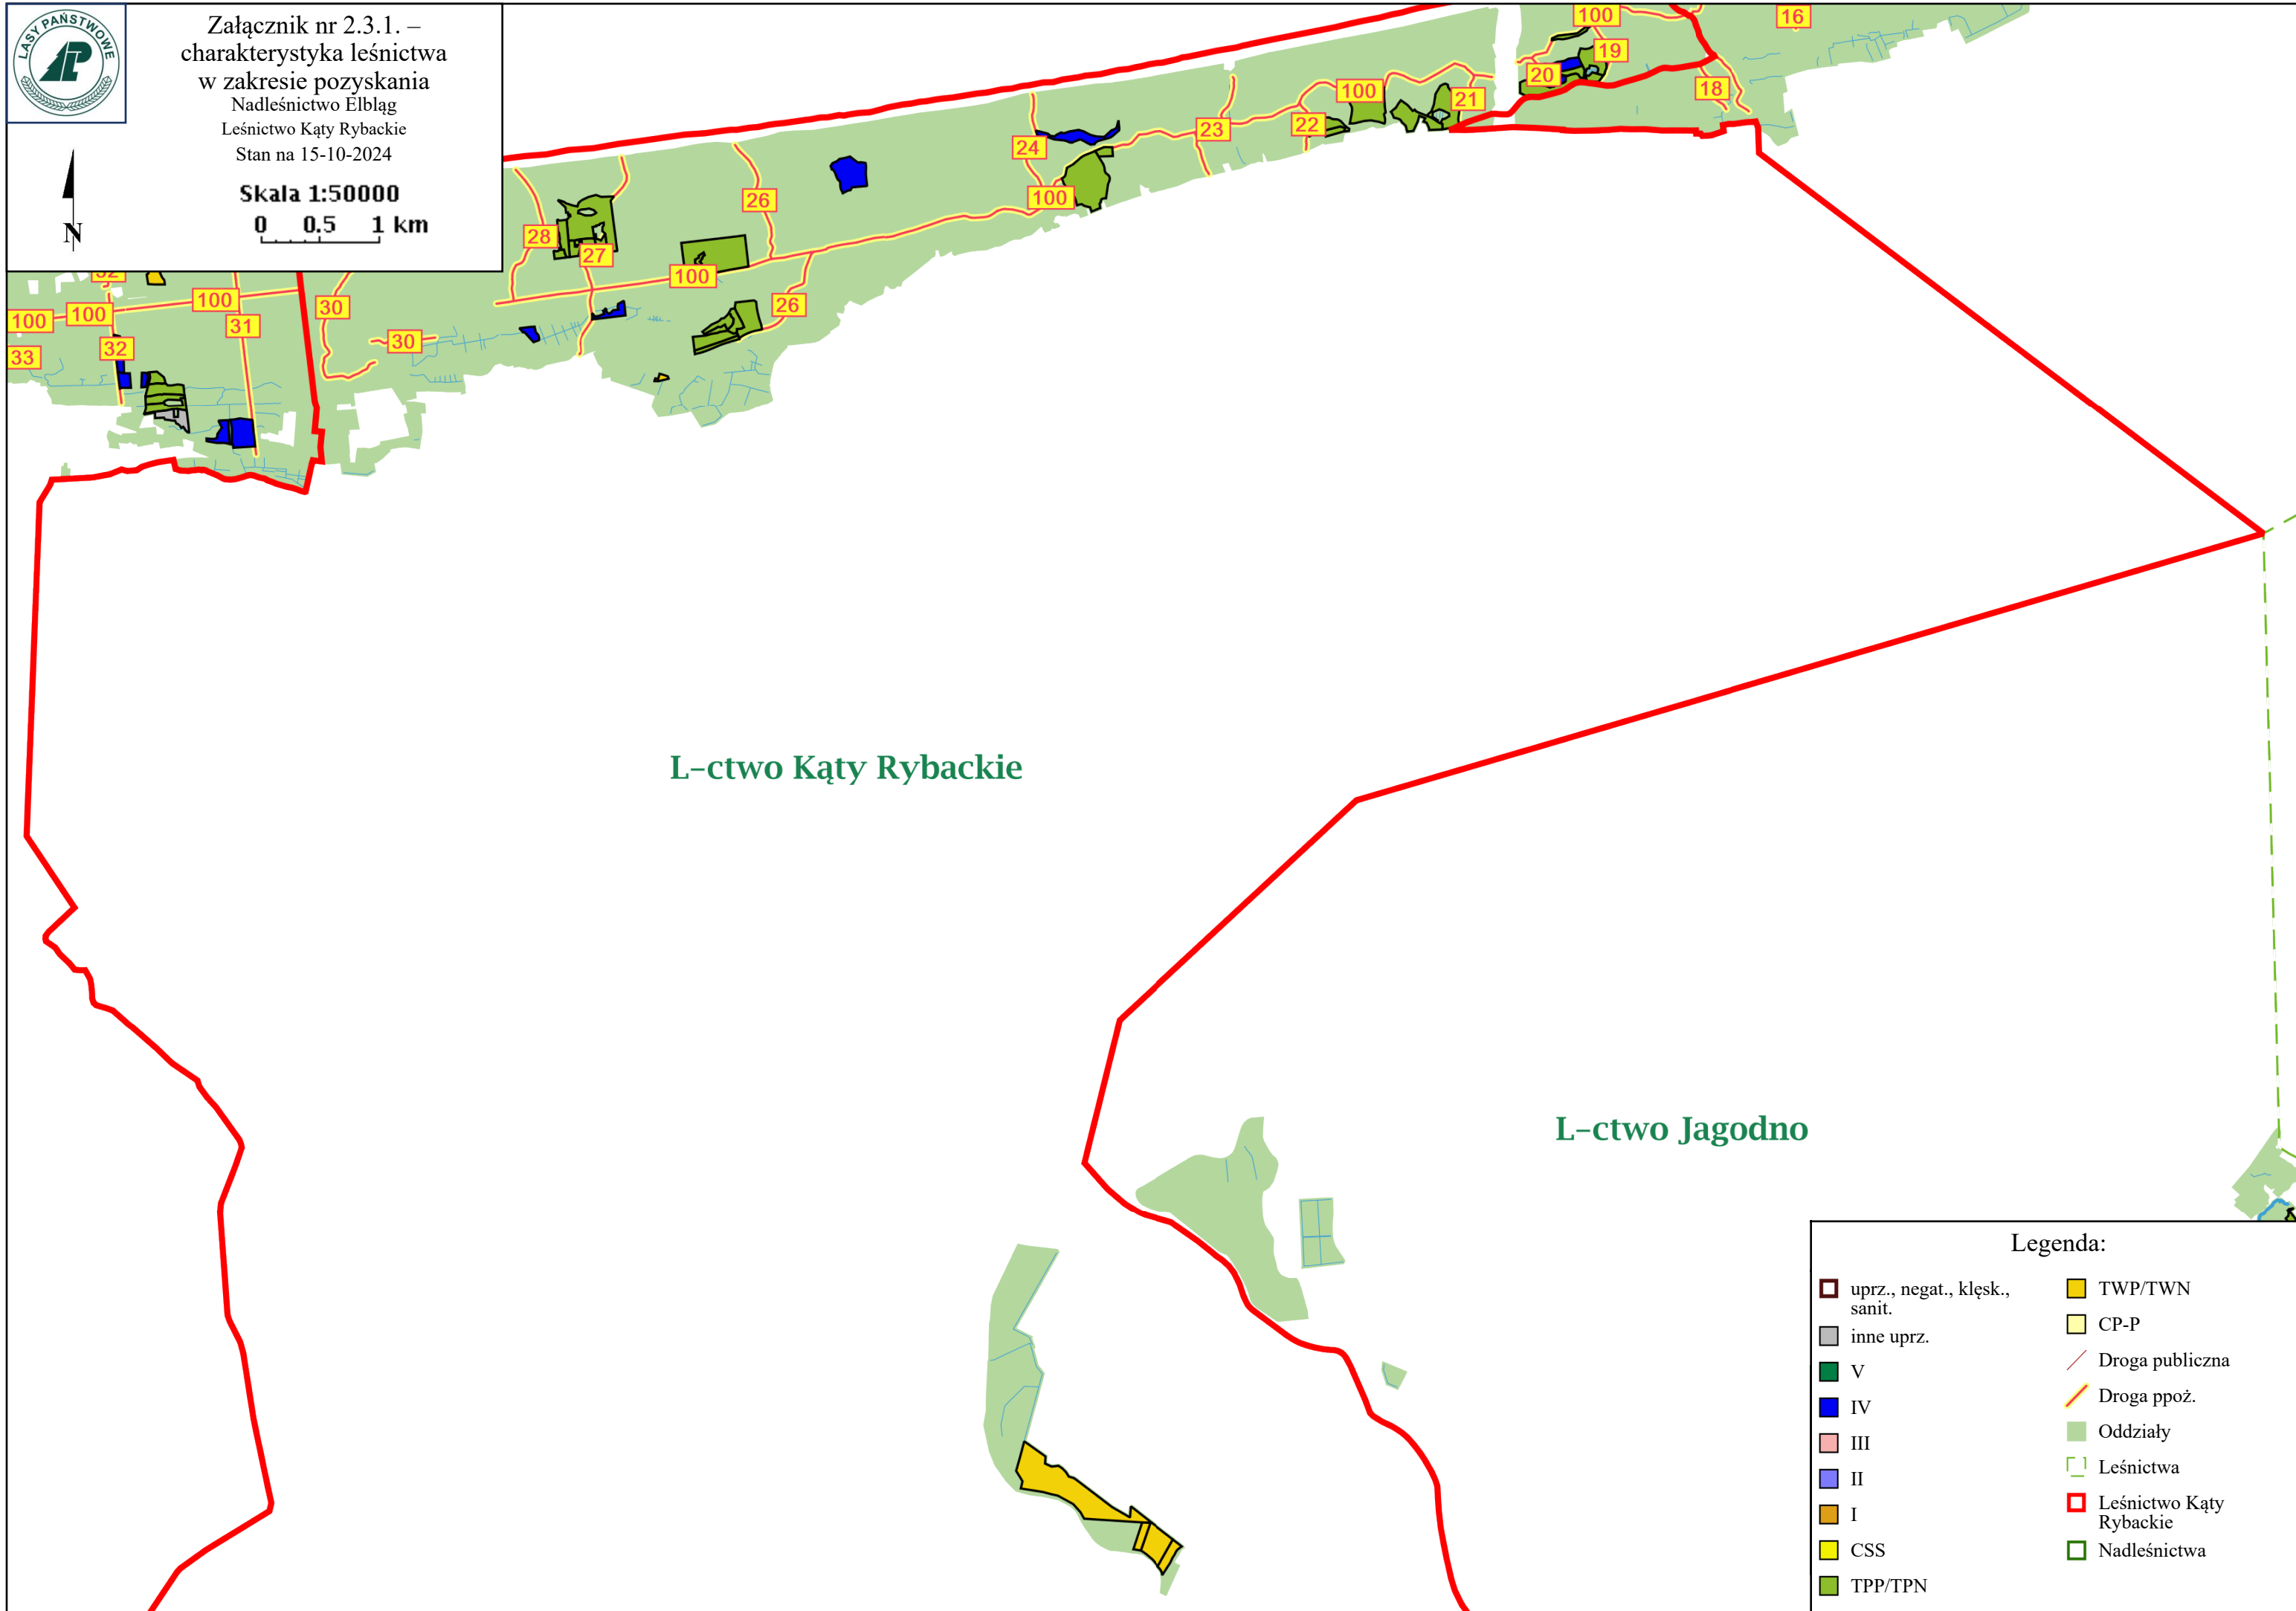 LASY PAŃSTWOWE
Załącznik nr 2.3.1. –
charakterystyka leśnictwa
w zakresie pozyskania
Nadleśnictwo Elbląg
Leśnictwo Kąty Rybackie
Stan na 15-10-2024
Skala 1:50000
0 0.5 1 km
N
100
16
19
20
18
100
21
22
23
24
100
26
28
27
100
26
32
100
100
100
30
31
30
32
33
L-ctwo Kąty Rybackie
L-ctwo Jagodno
Legenda:
uprz., negat., klęsk.,
sanit.
inne uprz.
V
IV
III
II
I
CSS
TPP/TPN
TWP/TWN
CP-P
Droga publiczna
Droga ppoż.
Oddziały
Leśnictwa
Leśnictwo Kąty
Rybackie
Nadleśnictwa